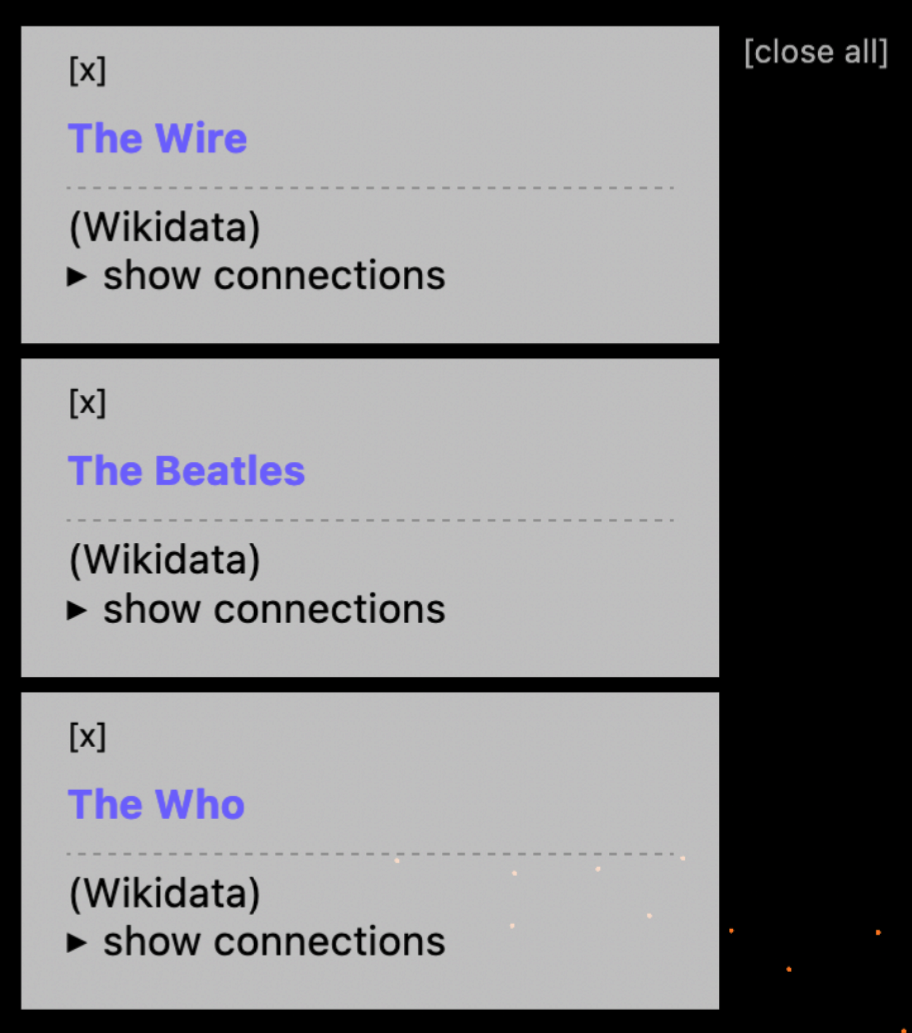 [x]
[close all]
The Wire
(Wikidata)
▶ show connections
[x]
The Beatles
(Wikidata)
▶ show connections
[x]
The Who
(Wikidata)
▶ show connections